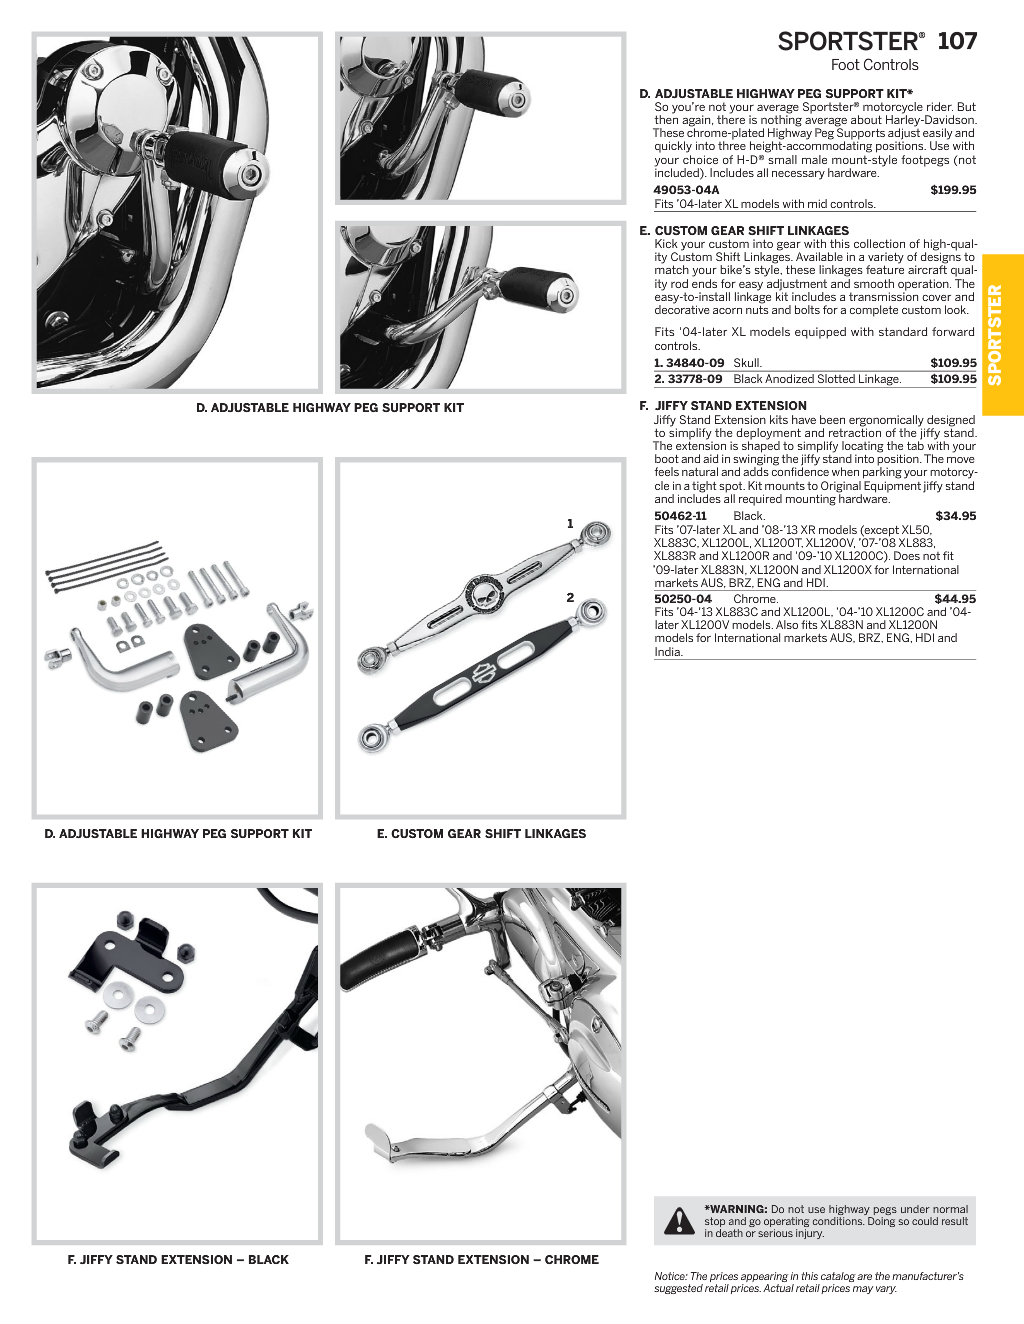 SPORTSTER® 107
Foot Controls
D. ADJUSTABLE HIGHWAY PEG SUPPORT KIT*
So you’re not your average Sportster® motorcycle rider. But
then again, there is nothing average about Harley-Davidson.
These chrome-plated Highway Peg Supports adjust easily and
quickly into three height-accommodating positions. Use with
your choice of H-D® small male mount-style footpegs (not
included). Includes all necessary hardware.
49053-04A $199.95
Fits ’04-later XL models with mid controls.
E. CUSTOM GEAR SHIFT LINKAGES
Kick your custom into gear with this collection of high-qual-
ity Custom Shift Linkages. Available in a variety of designs to
match your bike’s style, these linkages feature aircraft qual-
ity rod ends for easy adjustment and smooth operation. The
easy-to-install linkage kit includes a transmission cover and
decorative acorn nuts and bolts for a complete custom look.
Fits '04-later XL models equipped with standard forward
controls.
1. 34840-09 Skull. $109.95
2. 33778-09 Black Anodized Slotted Linkage. $109.95
F. JIFFY STAND EXTENSION
Jiffy Stand Extension kits have been ergonomically designed
to simplify the deployment and retraction of the jiffy stand.
The extension is shaped to simplify locating the tab with your
boot and aid in swinging the jiffy stand into position. The move
feels natural and adds confidence when parking your motorcy-
cle in a tight spot. Kit mounts to Original Equipment jiffy stand
and includes all required mounting hardware.
50462-11 Black. $34.95
Fits ’07-later XL and ’08-’13 XR models (except XL50,
XL883C, XL1200L, XL1200T, XL1200V, ’07-’08 XL883,
XL883R and XL1200R and ’09-’10 XL1200C). Does not fit
’09-later XL883N, XL1200N and XL1200X for International
markets AUS, BRZ, ENG and HDI.
50250-04 Chrome. $44.95
Fits ’04-’13 XL883C and XL1200L, ’04-’10 XL1200C and ’04-
later XL1200V models. Also fits XL883N and XL1200N
models for International markets AUS, BRZ, ENG, HDI and
India.
SPORTSTER
D. ADJUSTABLE HIGHWAY PEG SUPPORT KIT
1
2
D. ADJUSTABLE HIGHWAY PEG SUPPORT KIT
E. CUSTOM GEAR SHIFT LINKAGES
F. JIFFY STAND EXTENSION – BLACK
F. JIFFY STAND EXTENSION – CHROME
*WARNING: Do not use highway pegs under normal
stop and go operating conditions. Doing so could result
in death or serious injury.
Notice: The prices appearing in this catalog are the manufacturer’s
suggested retail prices. Actual retail prices may vary.